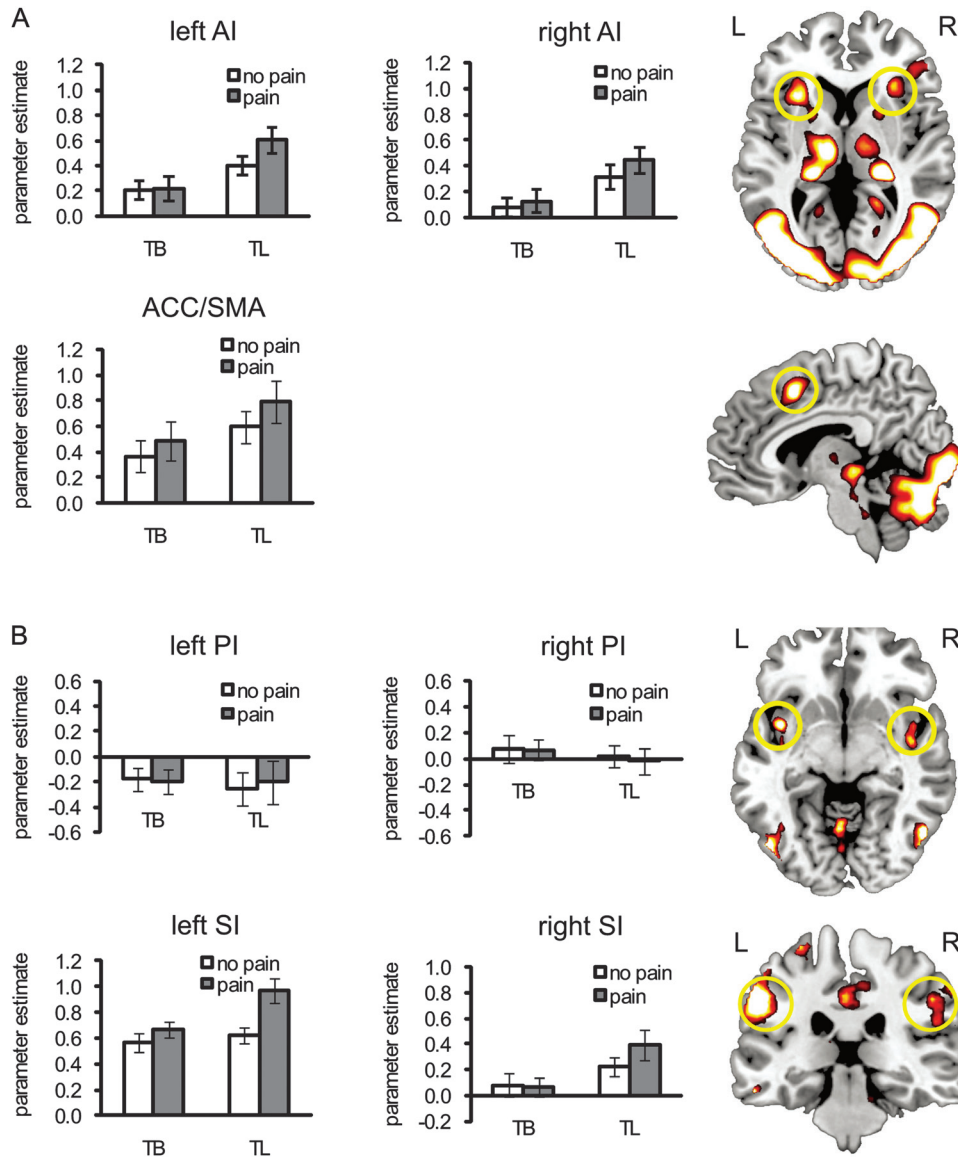 A
left AI
parameter estimate
1.2
1.0
0.8
0.6
0.4
0.2
0.0
no pain
pain
TB TL
right AI
parameter estimate
1.2
1.0
0.8
0.6
0.4
0.2
0.0
no pain
pain
TB TL
L R
ACC/SMA
parameter estimate
1.2
1.0
0.8
0.6
0.4
0.2
0.0
no pain
pain
TB TL
B
left PI
parameter estimate
0.6
0.4
0.2
0.0
-0.2
-0.4
-0.6
no pain
pain
TB TL
right PI
parameter estimate
0.6
0.4
0.2
0.0
-0.2
-0.4
-0.6
no pain
pain
TB TL
L R
left SI
parameter estimate
1.2
1.0
0.8
0.6
0.4
0.2
0.0
no pain
pain
TB TL
right SI
parameter estimate
1.0
0.8
0.6
0.4
0.2
0.0
-0.2
no pain
pain
TB TL
L R